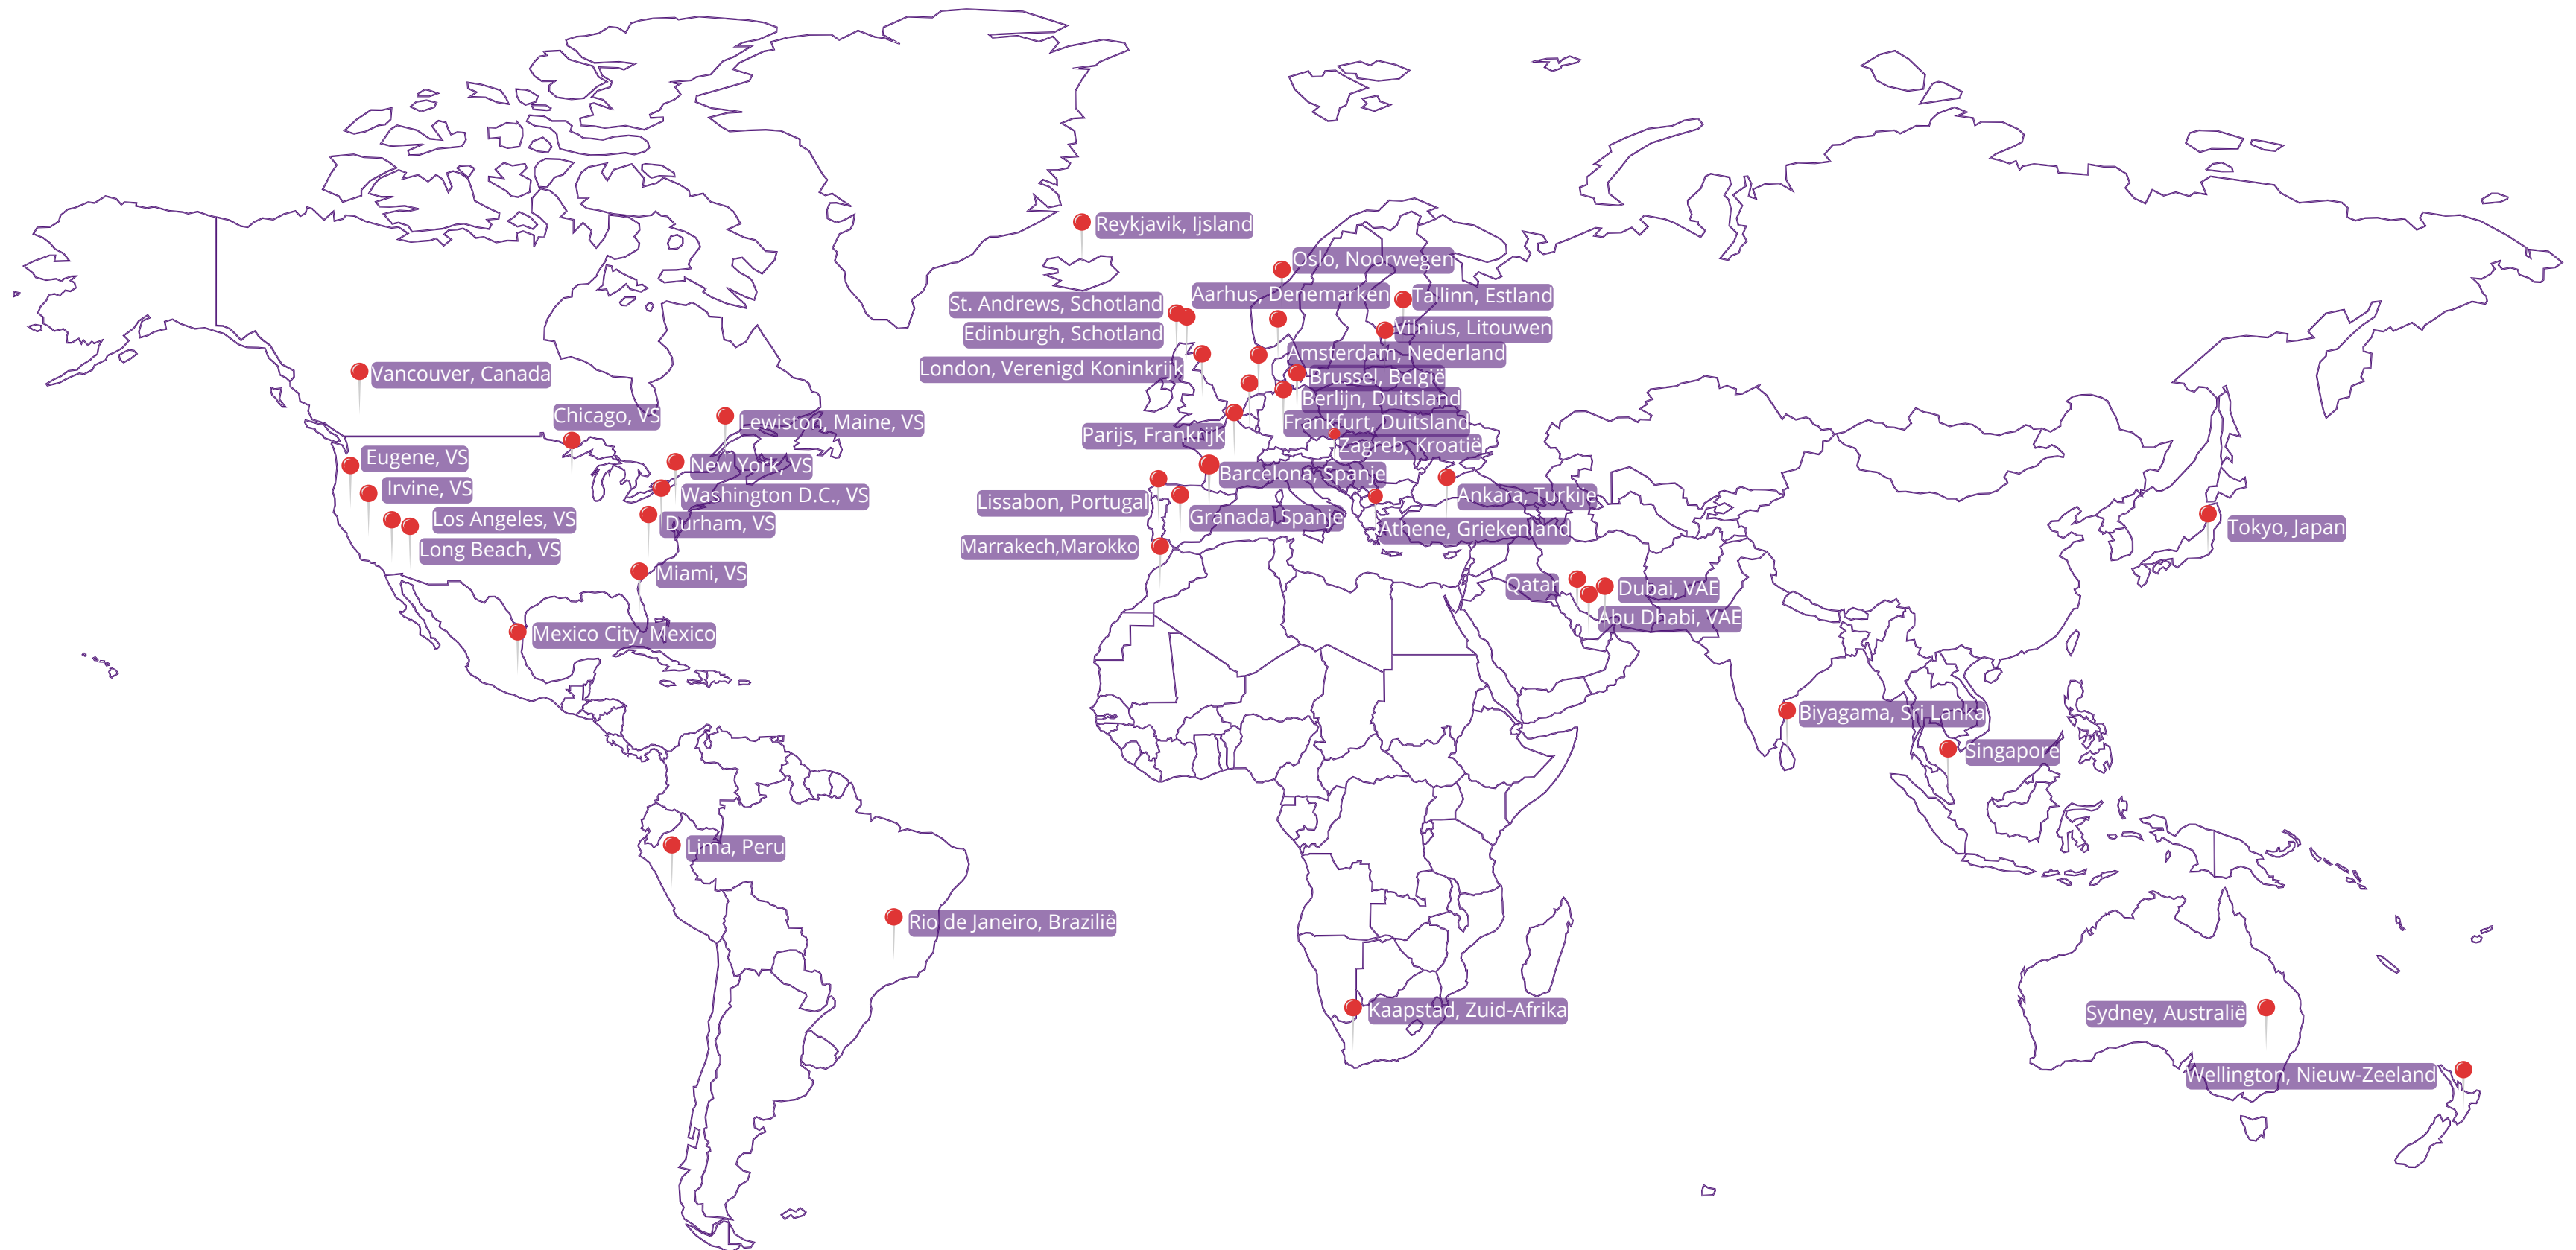 Reykjavik, Ijsland
Oslo, Noorwegen
Aarhus, Denemarken
Tallinn, Estland
St. Andrews, Schotland
Vilnius, Litouwen
Edinburgh, Schotland
Amsterdam, Nederland
London, Verenigd Koninkrijk
Vancouver, Canada
Brussel, België
Berlijn, Duitsland
Chicago, VS
Lewiston, Maine, VS
Frankfurt, Duitsland
Parijs, Frankrijk
Zagreb, Kroatië
Eugene, VS
New York, VS
Barcelona, Spanje
Irvine, VS
Washington D.C., VS
Ankara, Turkije
Lissabon, Portugal
Los Angeles, VS
Durham, VS
Granada, Spanje
Athene, Griekenland
Tokyo, Japan
Long Beach, VS
Marrakech,Marokko
Miami, VS
Qatar
Dubai, VAE
Abu Dhabi, VAE
Mexico City, Mexico
Biyagama, Sri Lanka
Singapore
Lima, Peru
Rio de Janeiro, Brazilië
Kaapstad, Zuid-Afrika
Sydney, Australië
Wellington, Nieuw-Zeeland